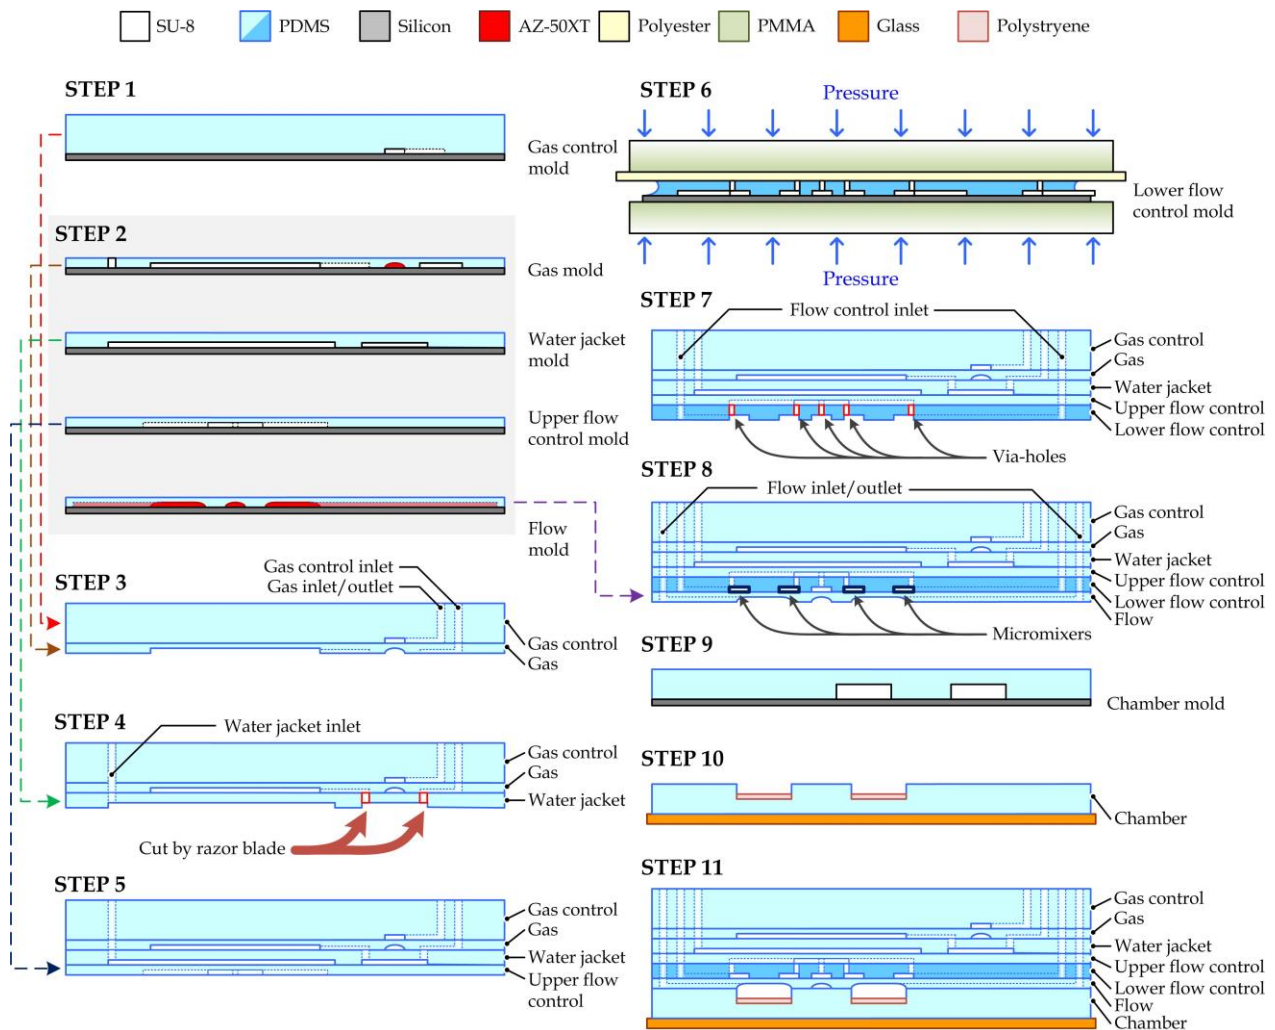 SU-8
PDMS
Silicon
AZ-50XT
Polyester
PMMA
Glass
Polystryene
STEP 1
Gas control
mold
STEP 2
Gas mold
Water jacket
mold
Upper flow
control mold
Flow
mold
STEP 3
Gas control inlet
Gas inlet/outlet
Gas control
Gas
STEP 4
Water jacket inlet
Gas control
Gas
Water jacket
Cut by razor blade
STEP 5
Gas control
Gas
Water jacket
Upper flow
control
STEP 6
Pressure
Lower flow
control mold
Pressure
STEP 7
Flow control inlet
Gas control
Gas
Water jacket
Upper flow control
Lower flow control
Via-holes
STEP 8
Flow inlet/outlet
Gas control
Gas
Water jacket
Upper flow control
Lower flow control
Flow
Micromixers
STEP 9
Chamber mold
STEP 10
Chamber
STEP 11
Gas control
Gas
Water jacket
Upper flow control
Lower flow control
Flow
Chamber